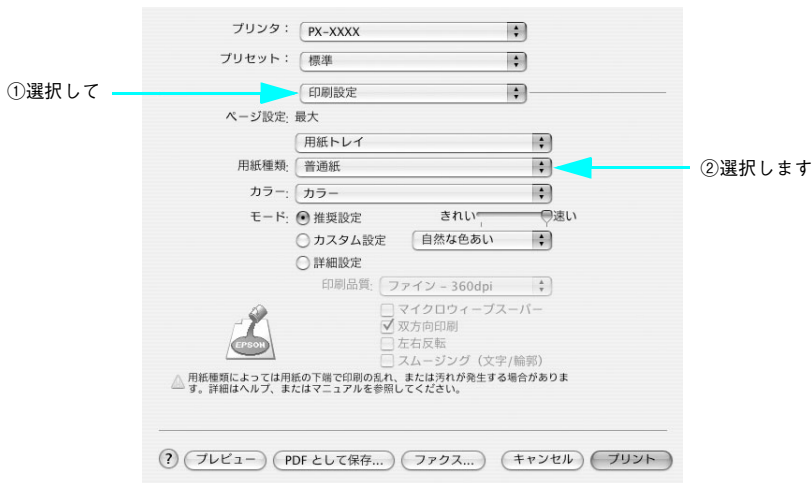 プリンタ： PX-XXXX
プリセット： 標準
①選択して
印刷設定
ページ設定: 最大
用紙トレイ
用紙種類: 普通紙
②選択します
カラー: カラー
モード: 推奨設定 きれい 速い
カスタム設定 自然な色あい
詳細設定
印刷品質: ファイン – 360dpi
マイクロウィーブスーパー
双方向印刷
左右反転
スムージング（文字/輪郭）
EPSON
用紙種類によっては用紙の下端で印刷の乱れ、または汚れが発生する場合がありま
す。詳細はヘルプ、またはマニュアルを参照してください。
? プレビュー PDF として保存... ファクス... キャンセル プリント